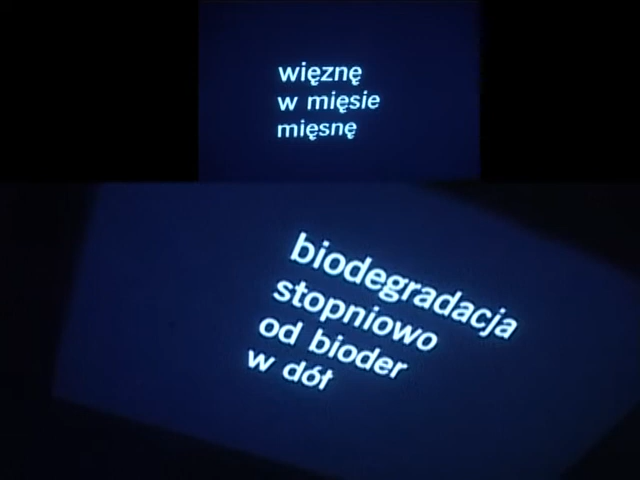 więznę
w mięsie
mięsnę
biodegradacja
stopniowo
od bioder
w dół